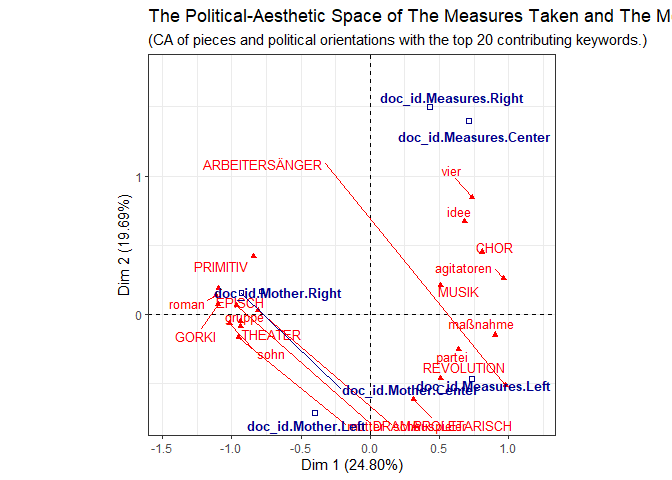 The Political-Aesthetic Space of The Measures Taken and The M
(CA of pieces and political orientations with the top 20 contributing keywords.)
doc_id.Measures.Right
doc_id.Measures.Center
ARBEITERSÄNGER
vier
idee
CHOR
agitatoren
PRIMITIV
MUSIK
doc_id.Mother.Right
roman
EPISCH
gruppe
maßnahme
GORKI
THEATER
sohn
partei
REVOLUTION
doc_id.Measures.Left
doc_id.Mother.Center
doc_id.Mother.Left
mutter
DRAMA
schauspieler
PROLETARISCH
1
0
-1.5
-1.0
-0.5
0.0
0.5
1.0
Dim 1 (24.80%)
Dim 2 (19.69%)